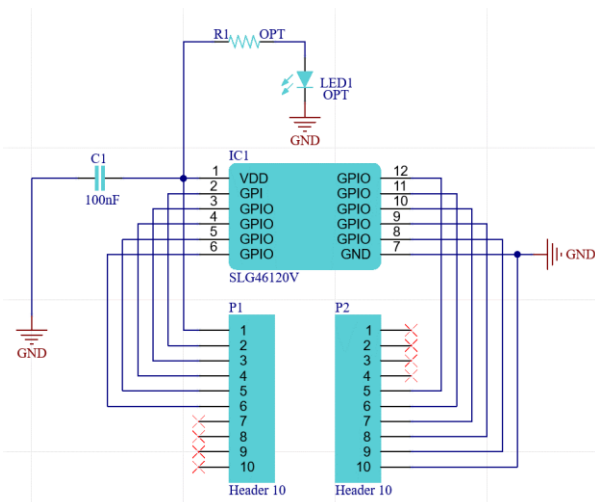 R1 OPT
LED1
OPT
GND
C1
100nF
GND
IC1
1 VDD GPIO 12
2 GPI GPIO 11
3 GPIO GPIO 10
4 GPIO GPIO 9
5 GPIO GPIO 8
6 GPIO GND 7
SLG46120V
GND
P1
1
2
3
4
5
6
7
8
9
10
Header 10
P2
1
2
3
4
5
6
7
8
9
10
Header 10